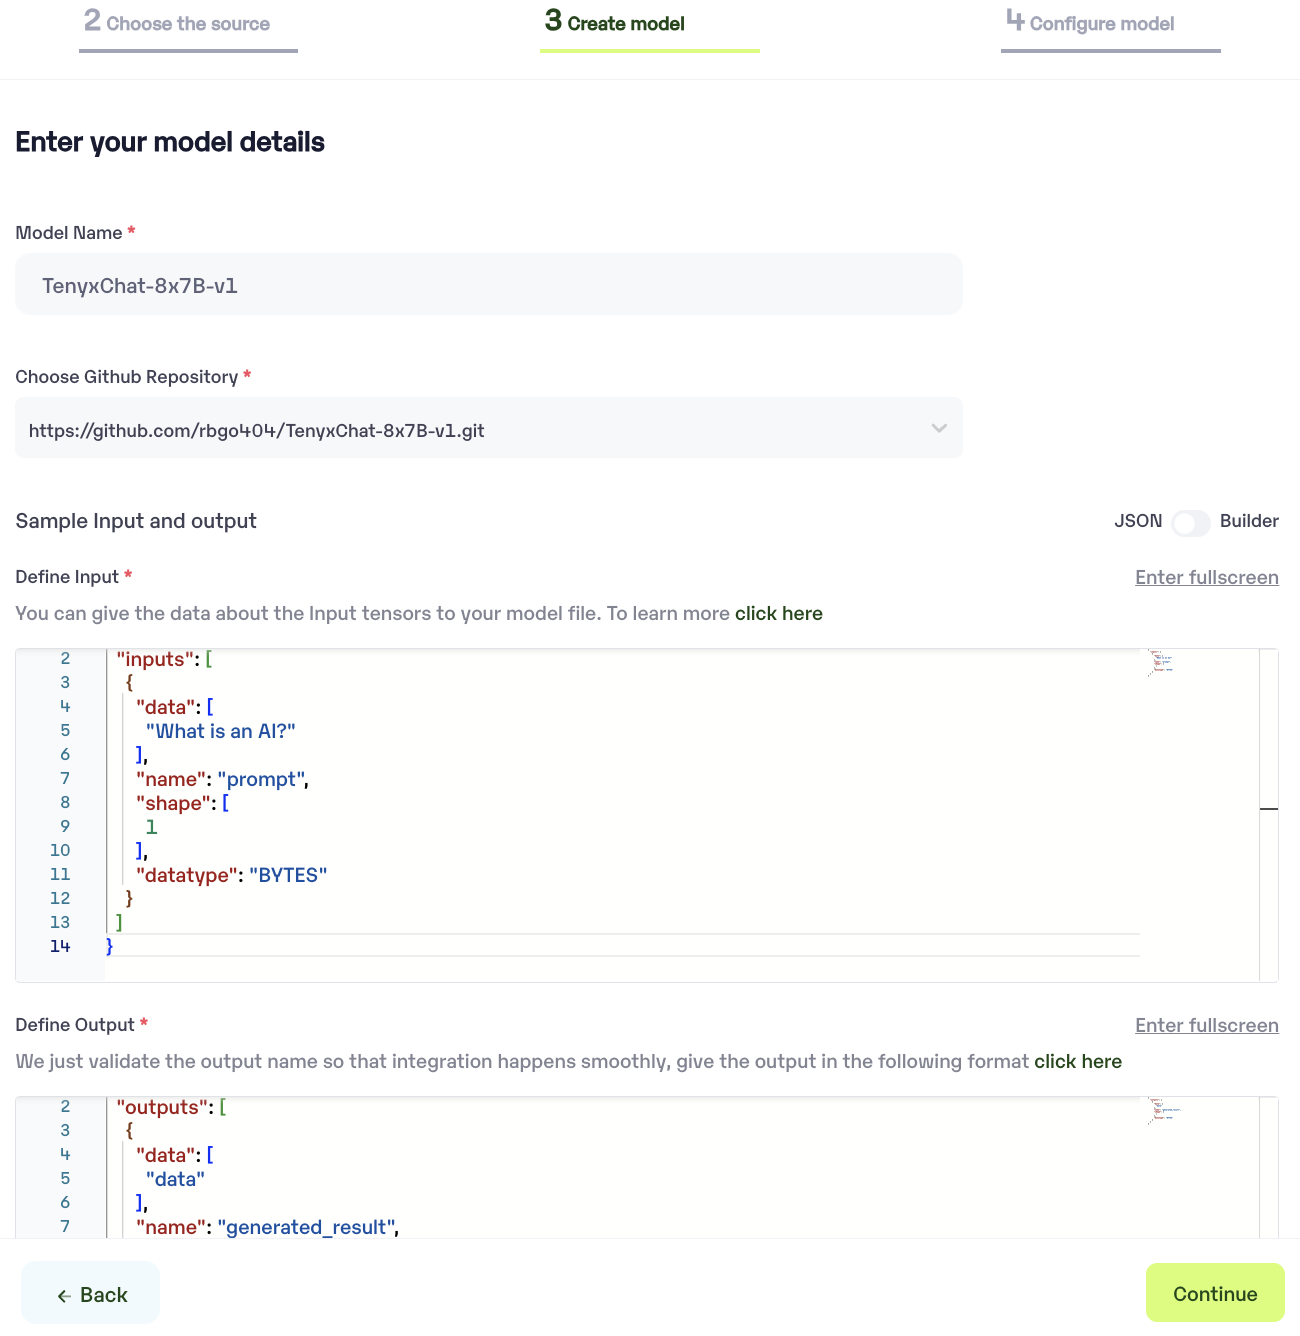 2 Choose the source
3 Create model
4 Configure model
Enter your model details
Model Name *
TenyxChat-8x7B-v1
Choose Github Repository *
https://github.com/rbgo404/TenyxChat-8x7B-v1.git
Sample Input and output
JSON Builder
Define Input *
Enter fullscreen
You can give the data about the Input tensors to your model file. To learn more click here
2 "inputs": [
3 {
4 "data": [
5 "What is an AI?"
6 ],
7 "name": "prompt",
8 "shape": [
9 1
10 ],
11 "datatype": "BYTES"
12 }
13 ]
14 }
Define Output *
Enter fullscreen
We just validate the output name so that integration happens smoothly, give the output in the following format click here
2 "outputs": [
3 {
4 "data": [
5 "data"
6 ],
7 "name": "generated_result",
← Back
Continue